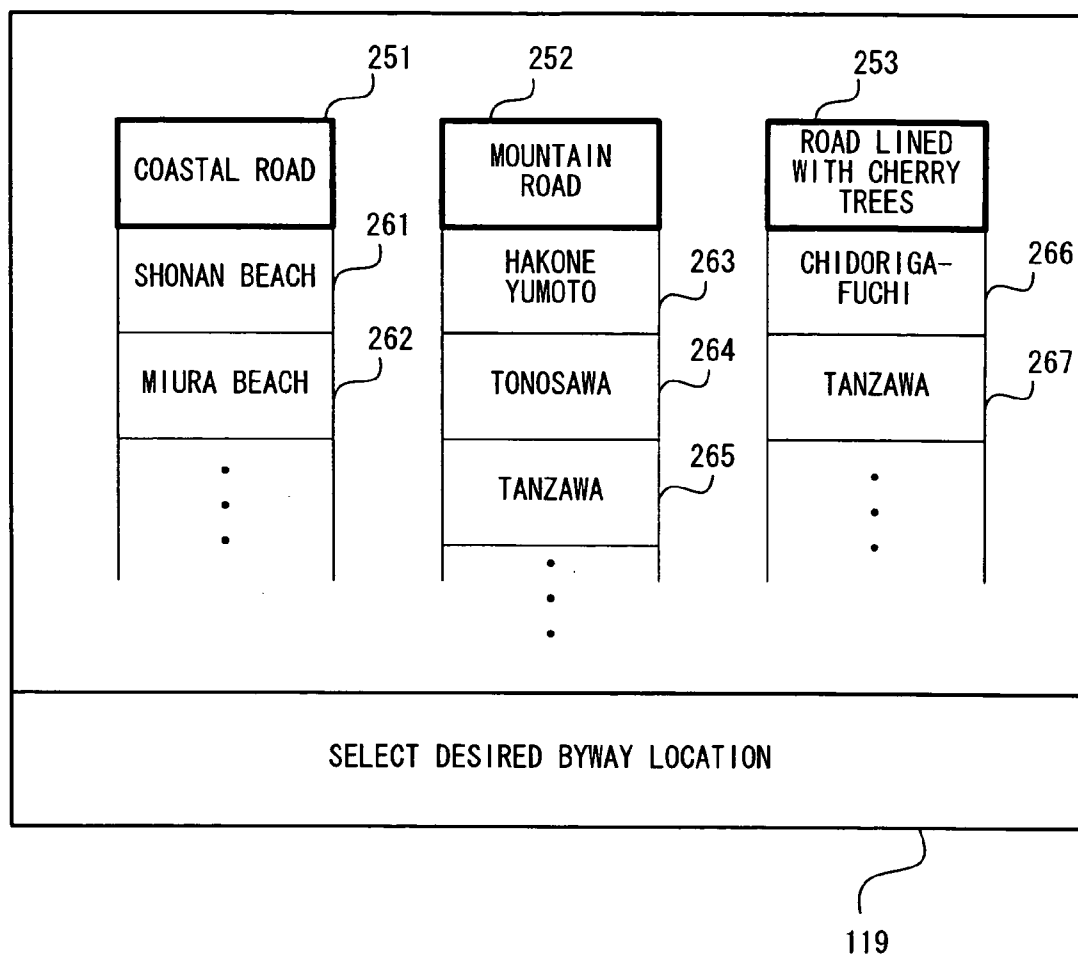 251
252
253
COASTAL ROAD
MOUNTAIN
ROAD
ROAD LINED
WITH CHERRY
TREES
261
SHONAN BEACH
HAKONE
YUMOTO
263
CHIDORIGA-
FUCHI
266
262
MIURA BEACH
264
TONOSAWA
267
TANZAWA
265
TANZAWA
SELECT DESIRED BYWAY LOCATION
119